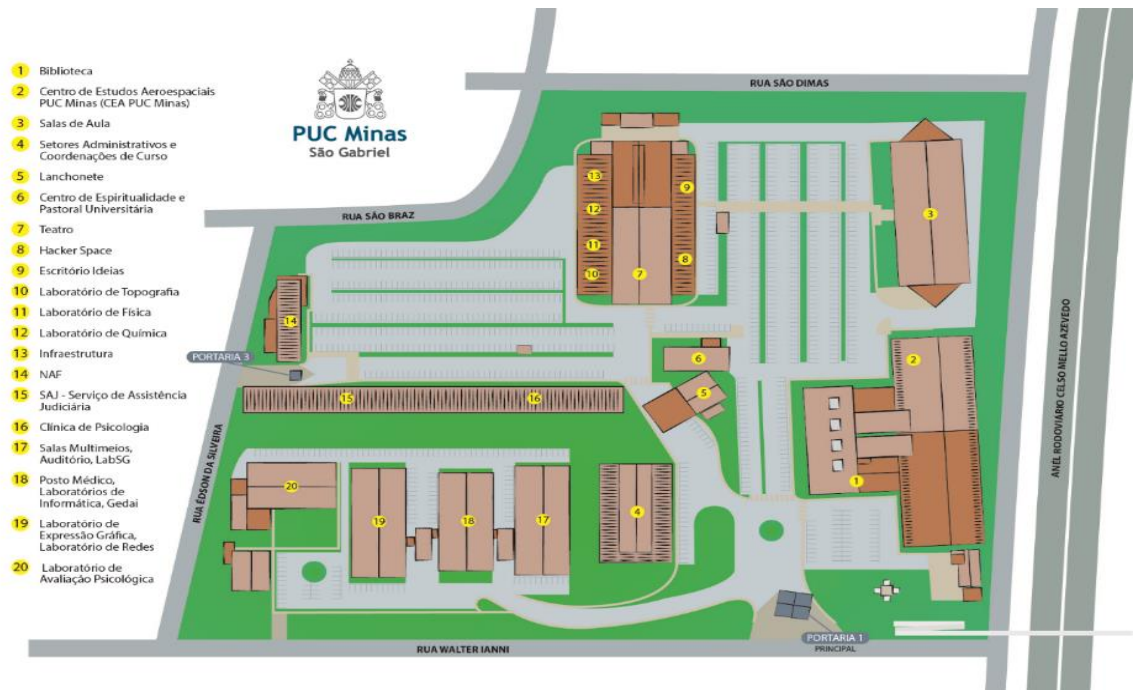 1 Biblioteca
2 Centro de Estudos Aeroespaciais
PUC Minas (CEA PUC Minas)
3 Salas de Aula
4 Setores Administrativos e
Coordenações de Curso
5 Lanchonete
6 Centro de Espiritualidade e
Pastoral Universitária
7 Teatro
8 Hacker Space
9 Escritório Ideias
10 Laboratório de Topografia
11 Laboratório de Física
12 Laboratório de Química
13 Infraestrutura
14 NAF
15 SAJ - Serviço de Assistência
Judiciária
16 Clínica de Psicologia
17 Salas Multimeios,
Auditório, LabSG
18 Posto Médico,
Laboratórios de
Informática, Gedai
19 Laboratório de
Expressão Gráfica,
Laboratório de Redes
20 Laboratório de
Avaliação Psicológica
PUC Minas
São Gabriel
RUA SÃO DIMAS
RUA SÃO BRAZ
13
9
12
3
11
10
7
8
14
PORTARIA 3
6
2
5
15
16
1
20
19
18
17
4
RUA ÉDSON DA SILVEIRA
ANEL RODOVIÁRIO CELSO MELLO AZEVEDO
PORTARIA 1
PRINCIPAL
RUA WALTER IANNI